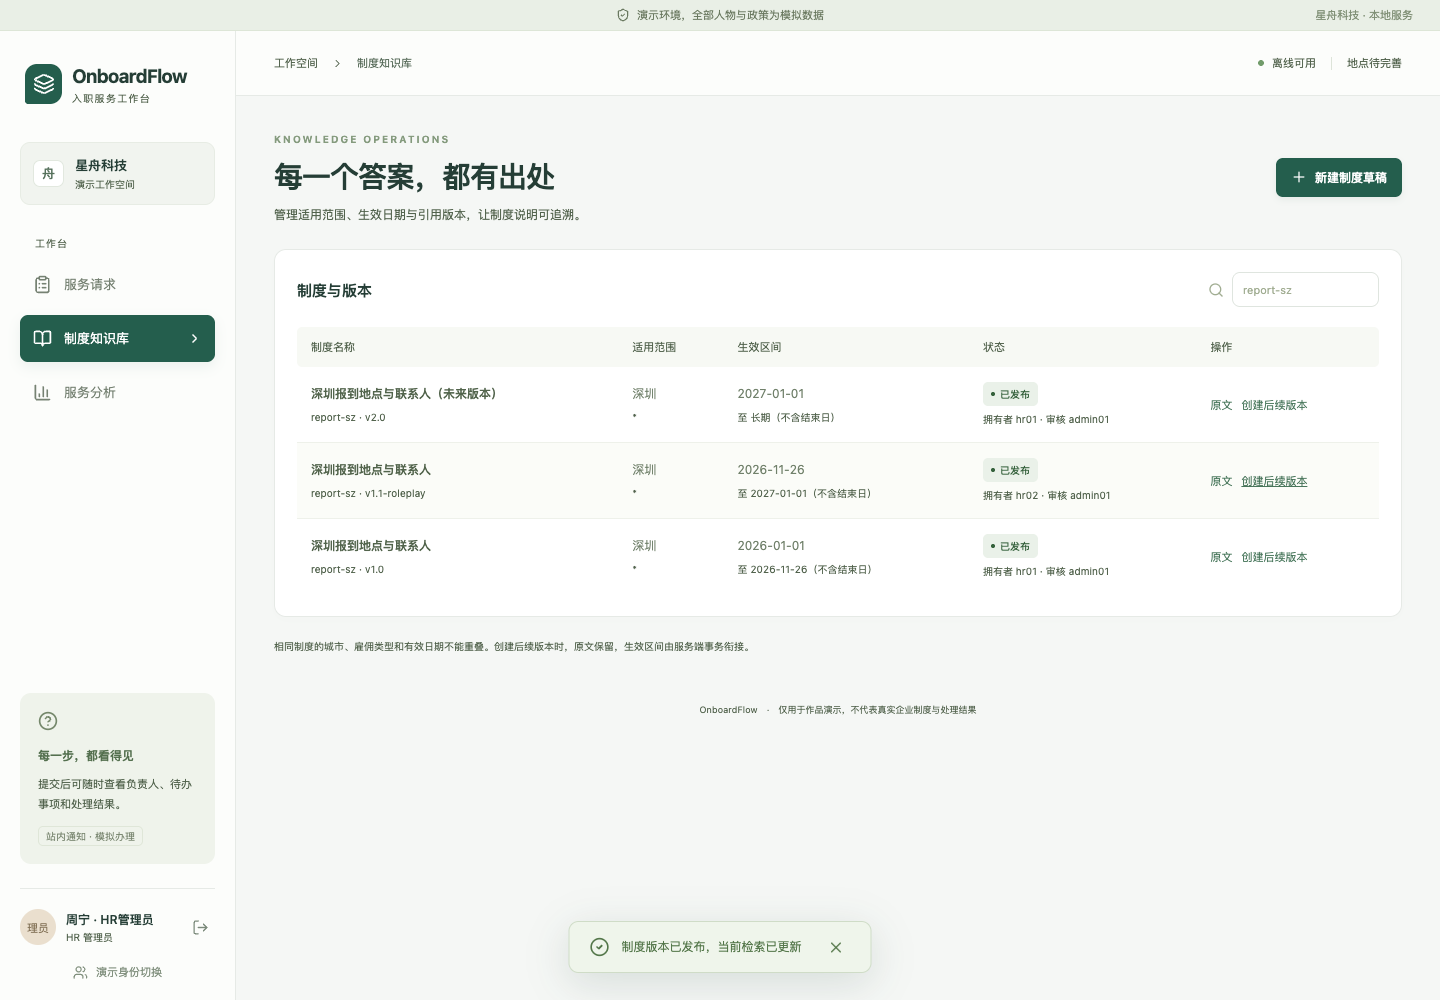 演示环境，全部人物与政策为模拟数据
星舟科技 · 本地服务
OnboardFlow
入职服务工作台
舟
星舟科技
演示工作空间
工作台
服务请求
制度知识库
服务分析
每一步，都看得见
提交后可随时查看负责人、待办
事项和处理结果。
站内通知 · 模拟办理
理员
周宁 · HR管理员
HR 管理员
演示身份切换
工作空间 > 制度知识库
离线可用
地点待完善
KNOWLEDGE OPERATIONS
每一个答案，都有出处
管理适用范围、生效日期与引用版本，让制度说明可追溯。
新建制度草稿
制度与版本
report-sz
制度名称 适用范围 生效区间 状态 操作
深圳报到地点与联系人（未来版本） 深圳 2027-01-01 已发布 原文 创建后续版本
report-sz · v2.0 * 至 长期（不含结束日） 拥有者 hr01 · 审核 admin01
深圳报到地点与联系人 深圳 2026-11-26 已发布 原文 创建后续版本
report-sz · v1.1-roleplay * 至 2027-01-01（不含结束日） 拥有者 hr02 · 审核 admin01
深圳报到地点与联系人 深圳 2026-01-01 已发布 原文 创建后续版本
report-sz · v1.0 * 至 2026-11-26（不含结束日） 拥有者 hr01 · 审核 admin01
相同制度的城市、雇佣类型和有效日期不能重叠。创建后续版本时，原文保留，生效区间由服务端事务衔接。
OnboardFlow · 仅用于作品演示，不代表真实企业制度与处理结果
制度版本已发布，当前检索已更新